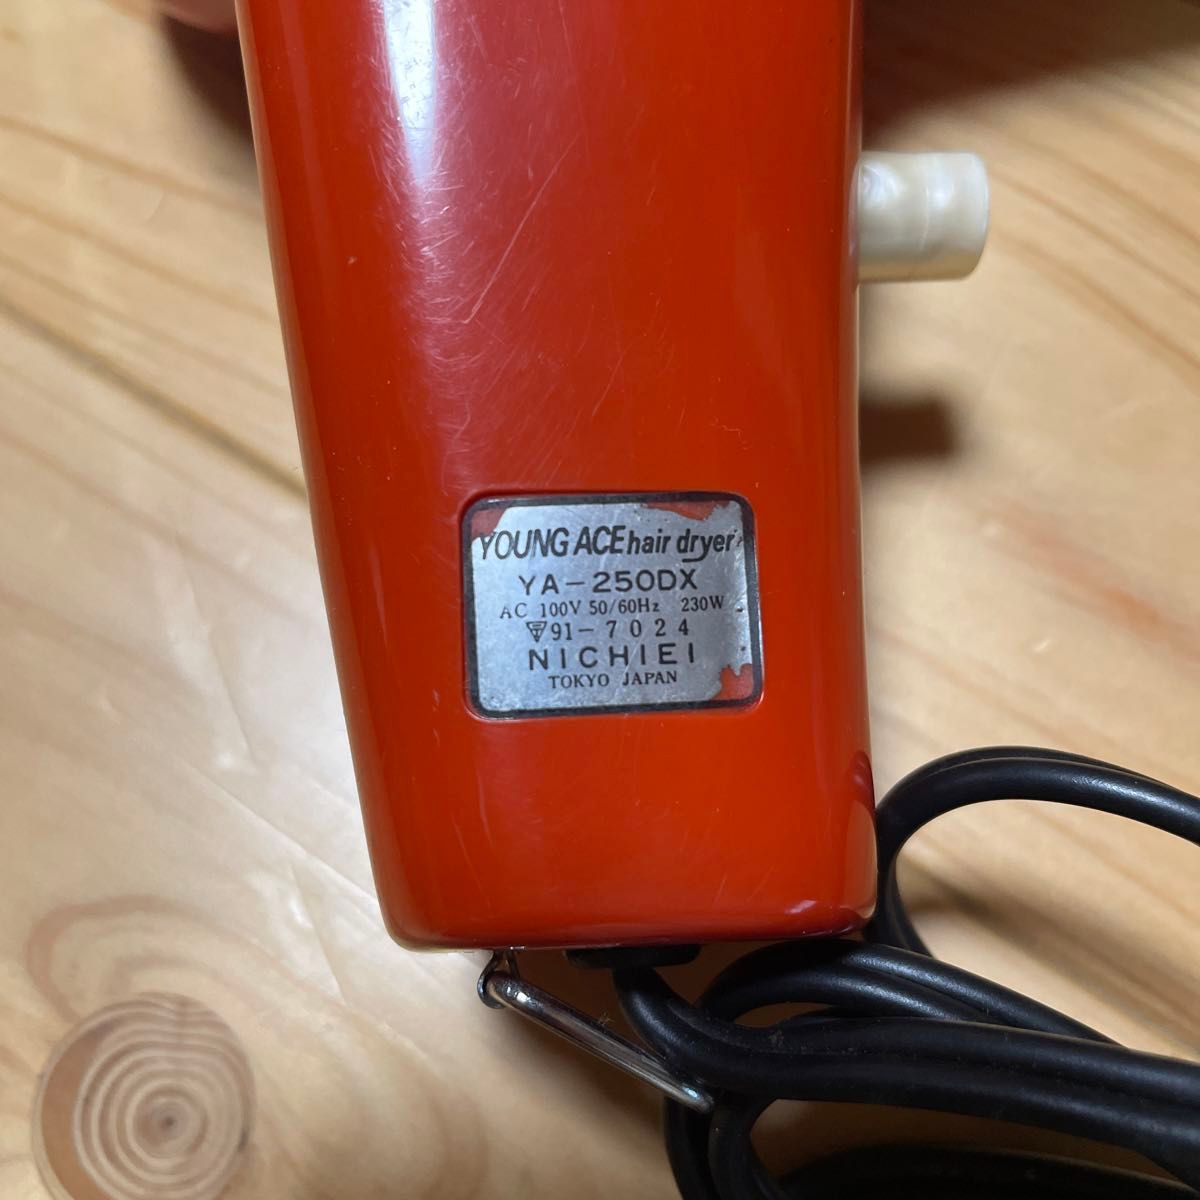 YOUNG ACE hair dryer
YA-250DX
AC 100V 50/60Hz 230W
〒91-7024
NICHIEI
TOKYO JAPAN